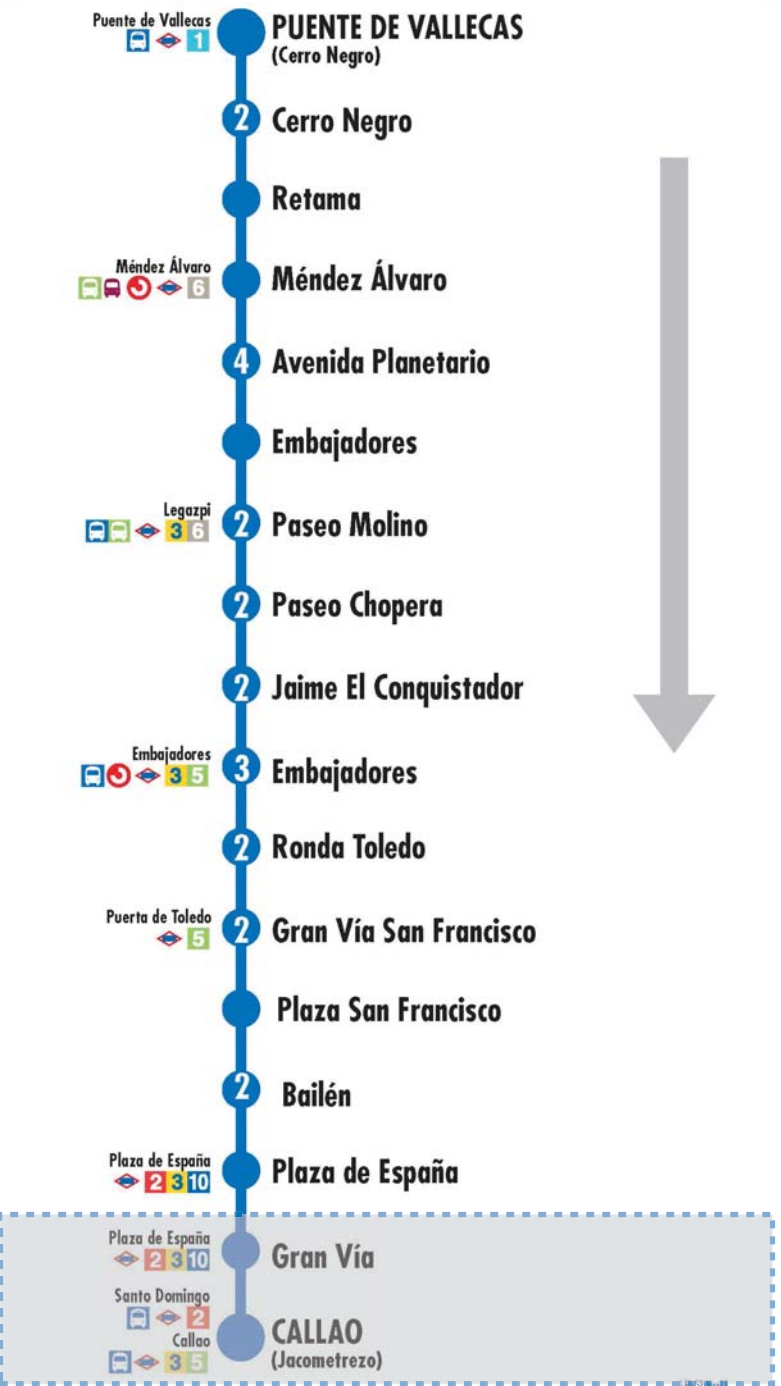 Puente de Vallecas
1
PUENTE DE VALLECAS
(Cerro Negro)
2 Cerro Negro
Retama
Méndez Álvaro
6
Méndez Álvaro
4 Avenida Planetario
Embajadores
Legazpi
3 6
2 Paseo Molino
2 Paseo Chopera
2 Jaime El Conquistador
Embajadores
3 5
3 Embajadores
2 Ronda Toledo
Puerta de Toledo
5
2 Gran Vía San Francisco
Plaza San Francisco
2 Bailén
Plaza de España
2 3 10
Plaza de España
Plaza de España
2 3 10
Gran Vía
Santo Domingo
2
Callao
3 5
CALLAO
(Jacometrezo)